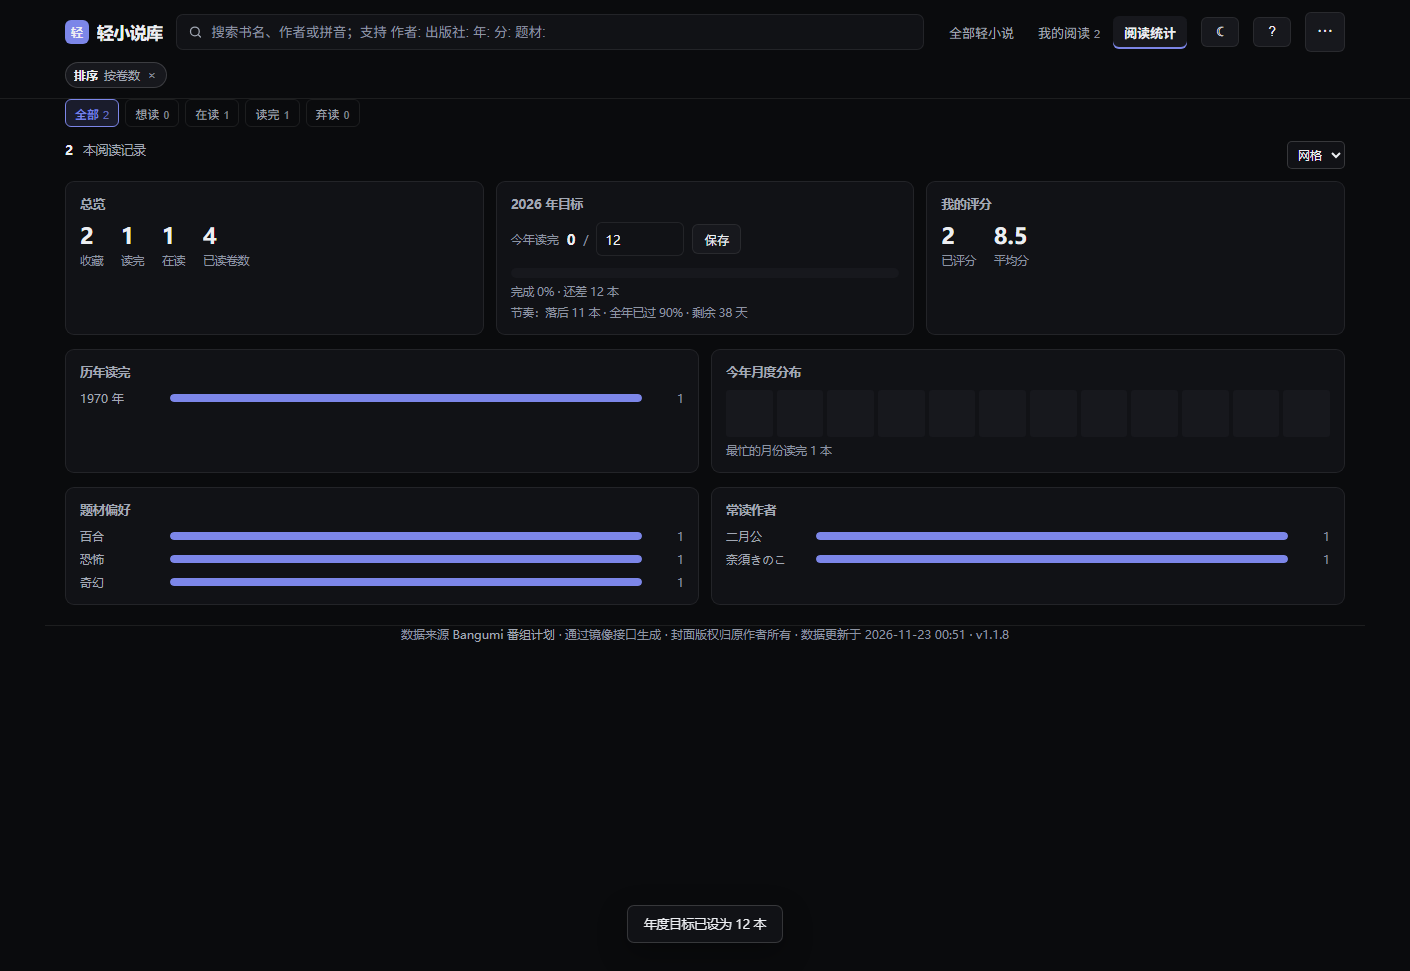 轻 轻小说库 搜索书名、作者或拼音；支持 作者: 出版社: 年: 分: 题材: 全部轻小说 我的阅读 2 阅读统计 ☾ ? ···
排序 按卷数 ×
全部 2 想读 0 在读 1 读完 1 弃读 0
2 本阅读记录 网格
总览
2 1 1 4
收藏 读完 在读 已读卷数
2026 年目标
今年读完 0 / 12 保存
完成 0% · 还差 12 本
节奏：落后 11 本 · 全年已过 90% · 剩余 38 天
我的评分
2 8.5
已评分 平均分
历年读完
1970 年 1
今年月度分布
最忙的月份读完 1 本
题材偏好
百合 1
恐怖 1
奇幻 1
常读作者
二月公 1
奈須きのこ 1
数据来源 Bangumi 番组计划 · 通过镜像接口生成 · 封面版权归原作者所有 · 数据更新于 2026-11-23 00:51 · v1.1.8
年度目标已设为 12 本